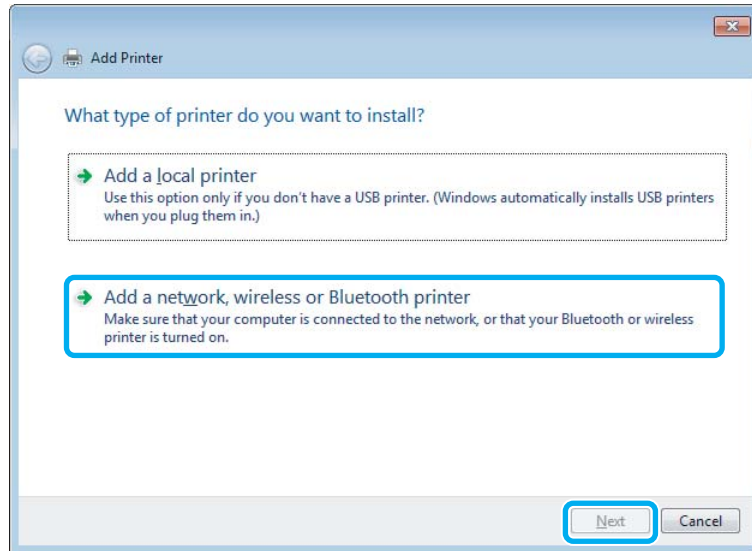 Add Printer
What type of printer do you want to install?
Add a local printer
Use this option only if you don't have a USB printer. (Windows automatically installs USB printers
when you plug them in.)
Add a network, wireless or Bluetooth printer
Make sure that your computer is connected to the network, or that your Bluetooth or wireless
printer is turned on.
Next Cancel